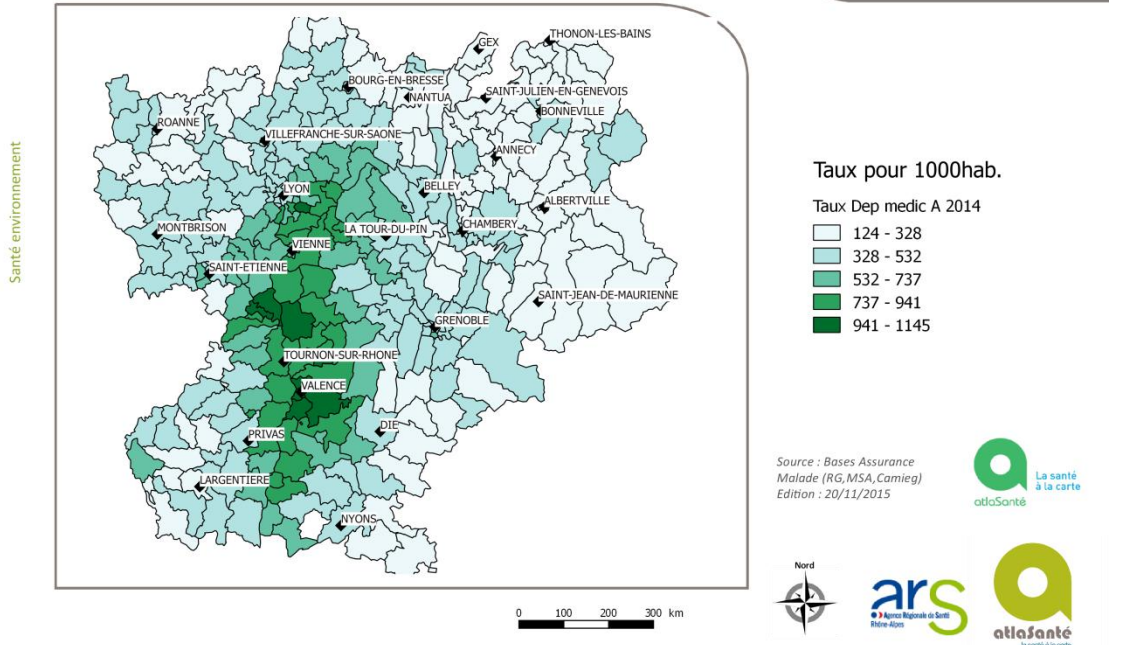 Santé environnement
GEX
THONON-LES-BAINS
BOURG-EN-BRESSE
NANTUA
SAINT-JULIEN-EN-GENEVOIS
BONNEVILLE
ROANNE
VILLEFRANCHE-SUR-SAONE
ANNECY
LYON
BELLEY
ALBERTVILLE
MONTBRISON
LA TOUR-DU-PIN
CHAMBERY
VIENNE
SAINT-ETIENNE
SAINT-JEAN-DE-MAURIENNE
GRENOBLE
TOURNON-SUR-RHONE
VALENCE
DIE
PRIVAS
LARGENTIERE
NYONS
0 100 200 300 km
Taux pour 1000hab.
Taux Dep medic A 2014
124 - 328
328 - 532
532 - 737
737 - 941
941 - 1145
Source : Bases Assurance
Malade (RG,MSA,Camieg)
Edition : 20/11/2015
La santé
à la carte
atlaSanté
Nord
ars
Agence Régionale de Santé
Rhône-Alpes
atlaSanté